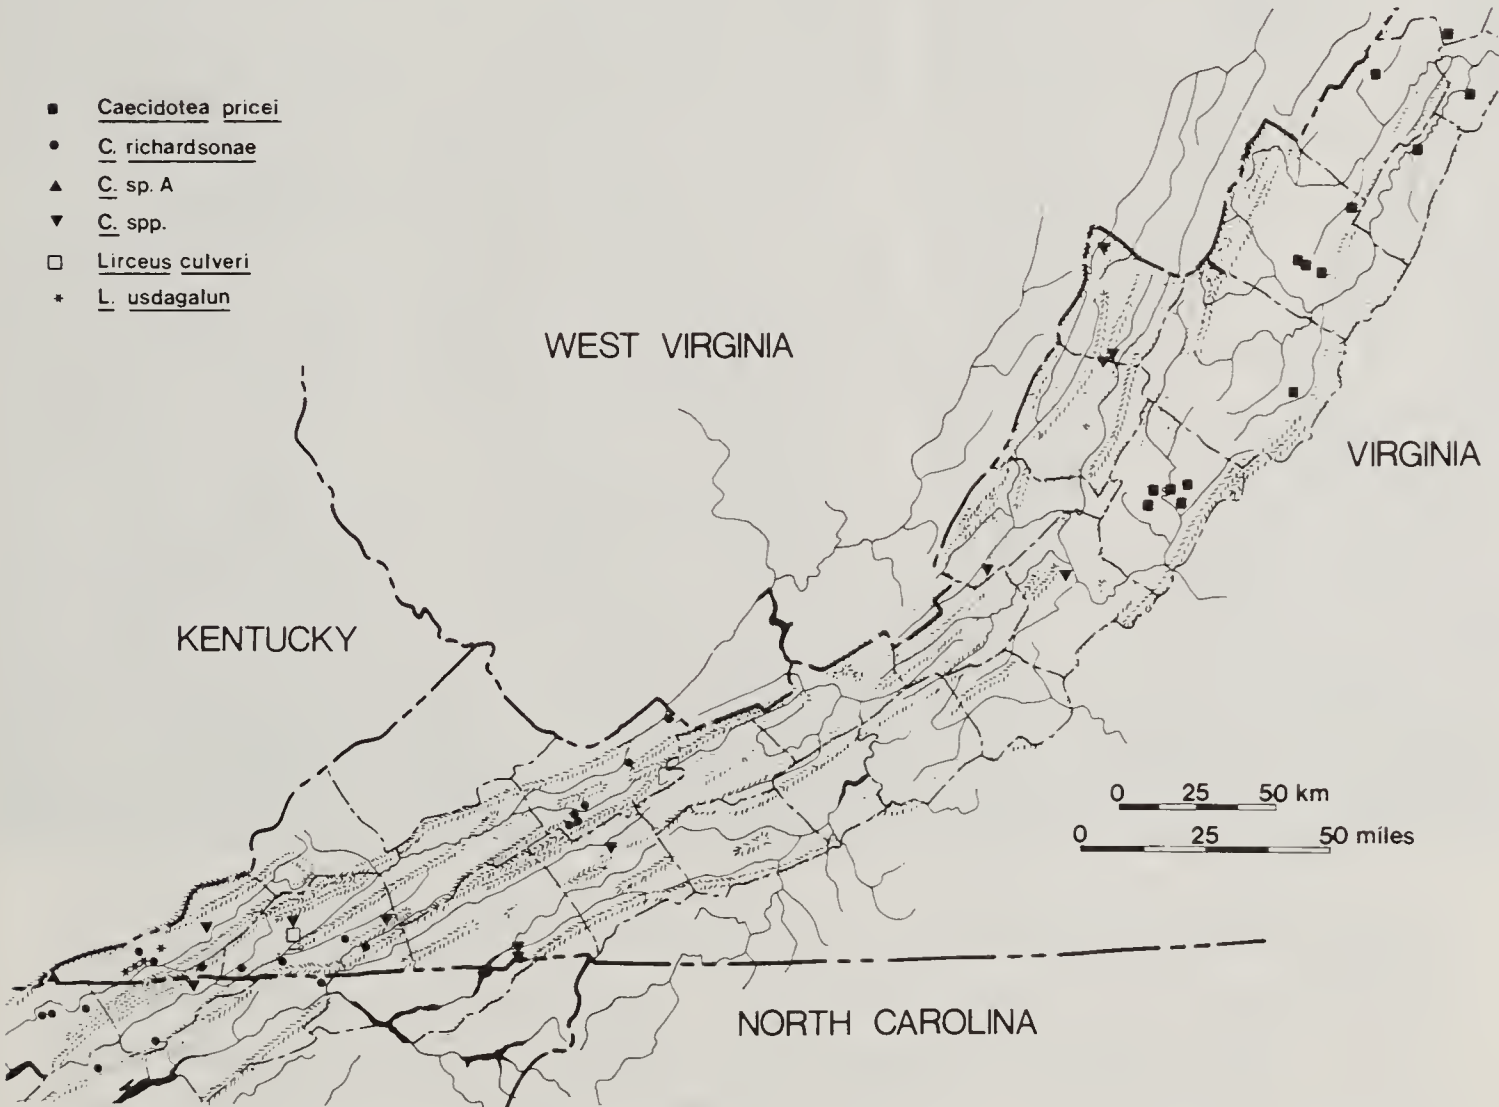 Caecidotea pricei
C. richardsonae
C. sp. A
C. spp.
Lirceus culveri
L. usdagalun
WEST VIRGINIA
VIRGINIA
KENTUCKY
0 25 50 km
0 25 50 miles
NORTH CAROLINA